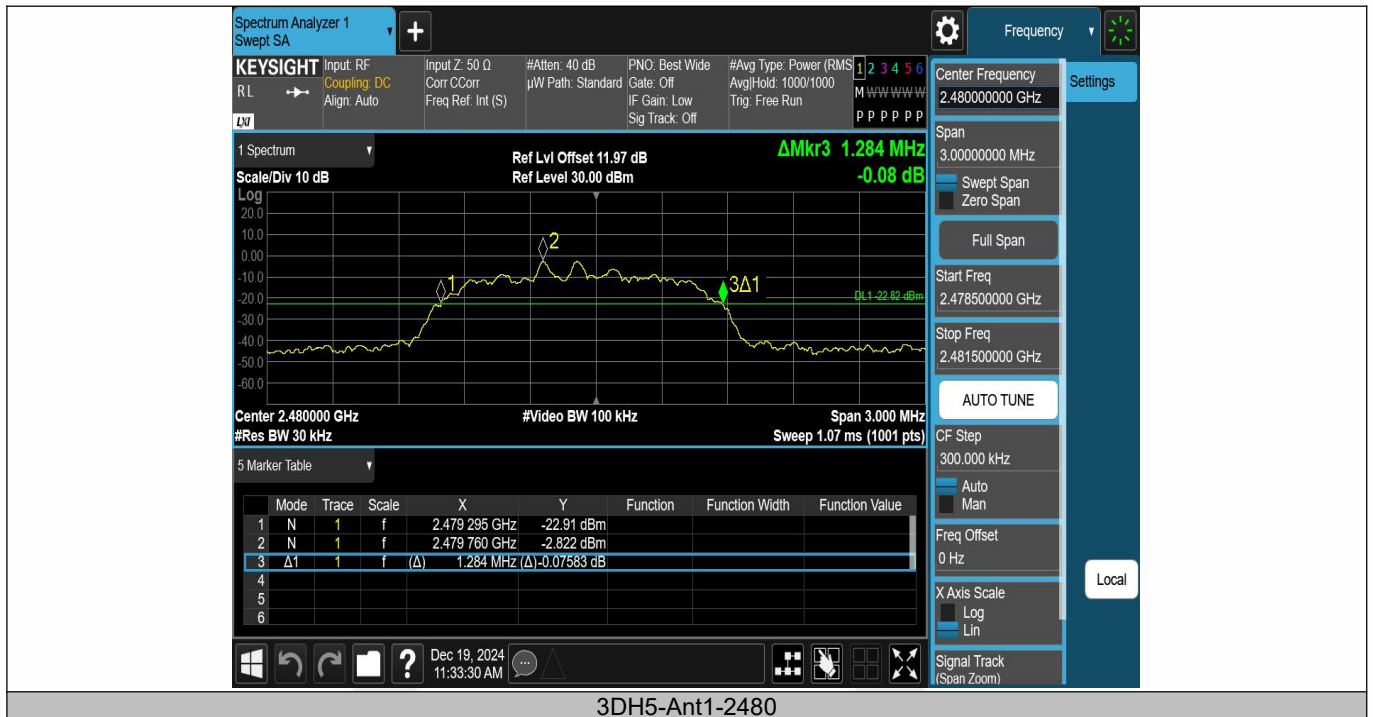 Spectrum Analyzer 1
Swept SA
+
Frequency
KEYSIGHT
RL
LXI
Input: RF
Coupling: DC
Align: Auto
Input Z: 50 Ω
Corr CCorr
Freq Ref: Int (S)
#Atten: 40 dB
µW Path: Standard
PNO: Best Wide
Gate: Off
IF Gain: Low
Sig Track: Off
#Avg Type: Power (RMS
Avg|Hold: 1000/1000
Trig: Free Run
1 2 3 4 5 6
M W W W W W
P P P P P P
1 Spectrum
Scale/Div 10 dB
Ref Lvl Offset 11.97 dB
Ref Level 30.00 dBm
ΔMkr3 1.284 MHz
-0.08 dB
Log
20.0
10.0
0.00
-10.0
-20.0
-30.0
-40.0
-50.0
-60.0
1
2
3Δ1
DL1 -22.82 dBm
Center 2.480000 GHz
#Video BW 100 kHz
Span 3.000 MHz
#Res BW 30 kHz
Sweep 1.07 ms (1001 pts)
5 Marker Table
Mode Trace Scale X Y Function Function Width Function Value
1 N 1 f 2.479 295 GHz -22.91 dBm
2 N 1 f 2.479 760 GHz -2.822 dBm
3 Δ1 1 f (Δ) 1.284 MHz (Δ) -0.07583 dB
4
5
6
?
Dec 19, 2024
11:33:30 AM
Center Frequency
2.480000000 GHz
Settings
Span
3.00000000 MHz
Swept Span
Zero Span
Full Span
Start Freq
2.478500000 GHz
Stop Freq
2.481500000 GHz
AUTO TUNE
CF Step
300.000 kHz
Auto
Man
Freq Offset
0 Hz
X Axis Scale
Log
Lin
Local
Signal Track
(Span Zoom)
3DH5-Ant1-2480